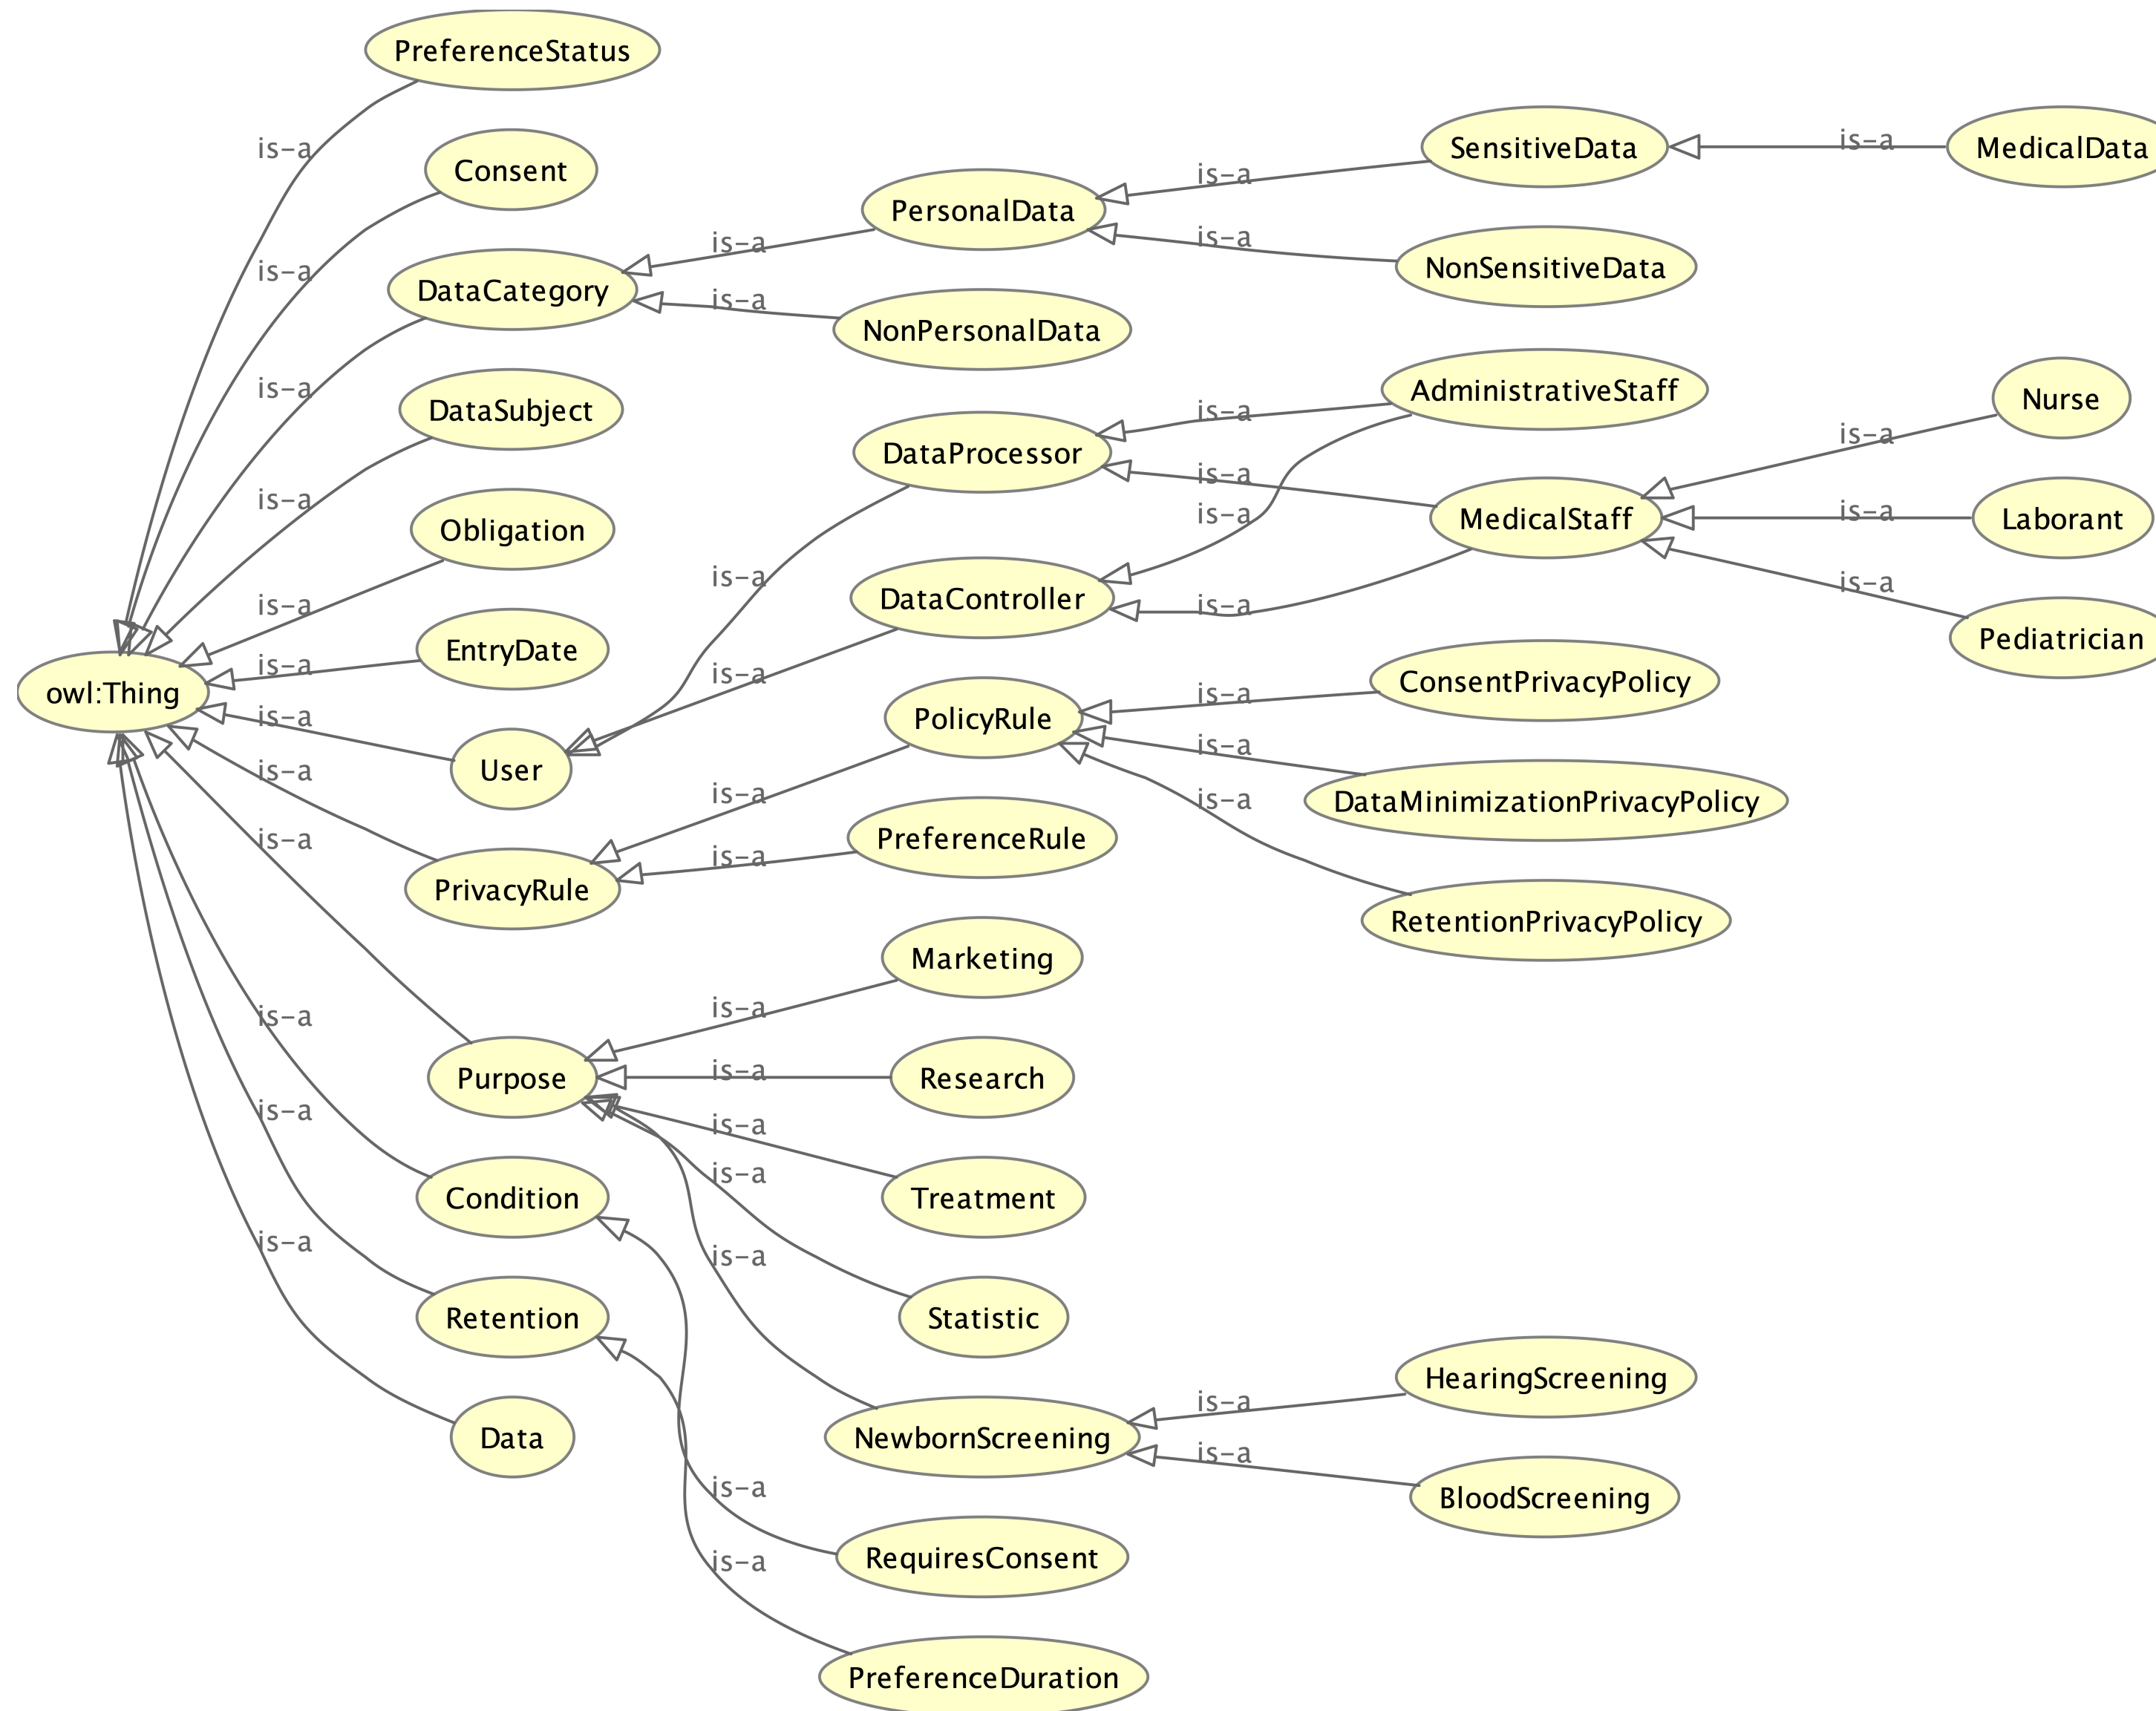 PreferenceStatus
is-a
Consent
is-a
DataCategory
is-a
DataSubject
is-a
Obligation
is-a
EntryDate
is-a
owl:Thing
is-a
User
is-a
PrivacyRule
is-a
Purpose
is-a
Condition
is-a
Retention
is-a
Data
is-a
PersonalData
is-a
NonPersonalData
is-a
DataProcessor
is-a
DataController
is-a
PolicyRule
is-a
PreferenceRule
is-a
Marketing
is-a
Research
is-a
Treatment
is-a
Statistic
is-a
NewbornScreening
is-a
RequiresConsent
is-a
PreferenceDuration
is-a
SensitiveData
is-a
NonSensitiveData
is-a
AdministrativeStaff
is-a
is-a
MedicalStaff
is-a
is-a
ConsentPrivacyPolicy
is-a
DataMinimizationPrivacyPolicy
is-a
RetentionPrivacyPolicy
is-a
HearingScreening
is-a
BloodScreening
is-a
MedicalData
is-a
Nurse
is-a
Laborant
is-a
Pediatrician
is-a